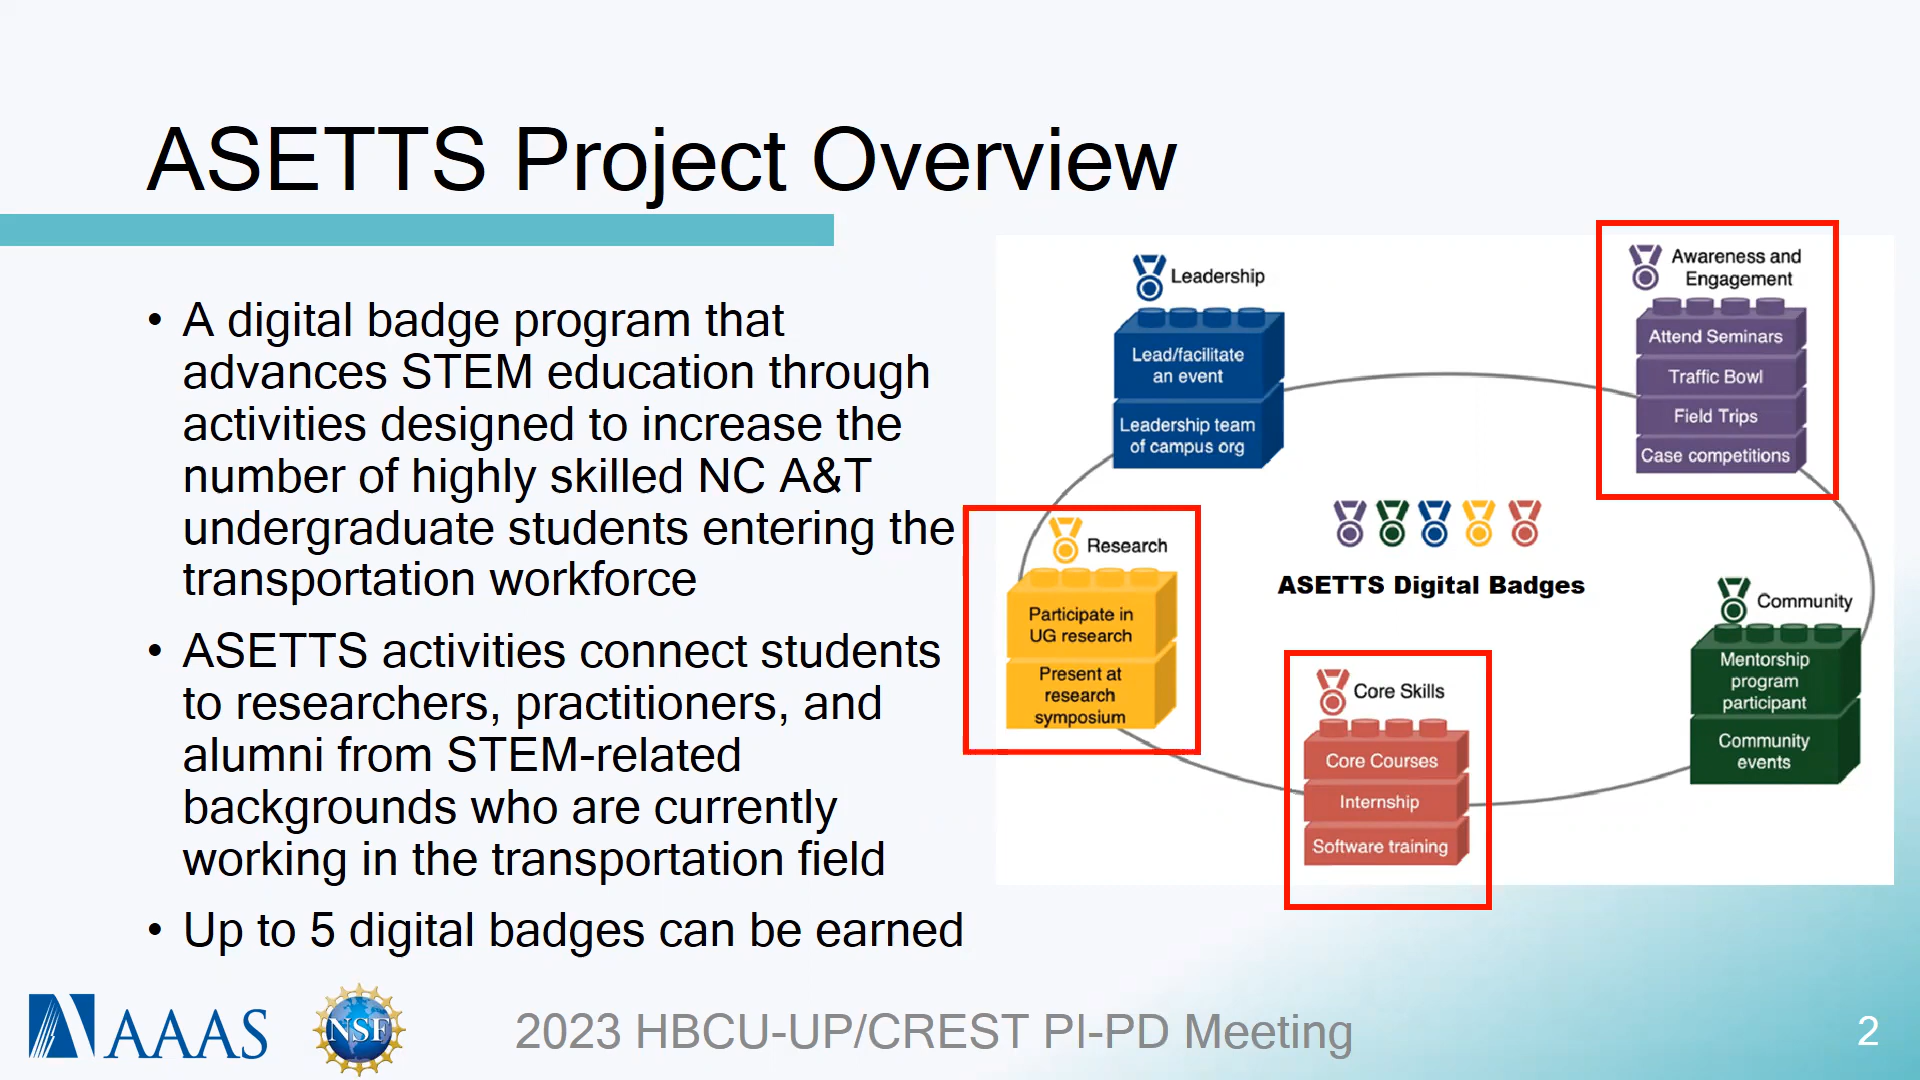 ASETTS Project Overview
• A digital badge program that
advances STEM education through
activities designed to increase the
number of highly skilled NC A&T
undergraduate students entering the
transportation workforce
• ASETTS activities connect students
to researchers, practitioners, and
alumni from STEM-related
backgrounds who are currently
working in the transportation field
• Up to 5 digital badges can be earned
Leadership
Lead/facilitate
an event
Leadership team
of campus org
Awareness and
Engagement
Attend Seminars
Traffic Bowl
Field Trips
Case competitions
Research
Participate in
UG research
Present at
research
symposium
ASETTS Digital Badges
Core Skills
Core Courses
Internship
Software training
Community
Mentorship
program
participant
Community
events
AAAS
NSF
2023 HBCU-UP/CREST PI-PD Meeting
2